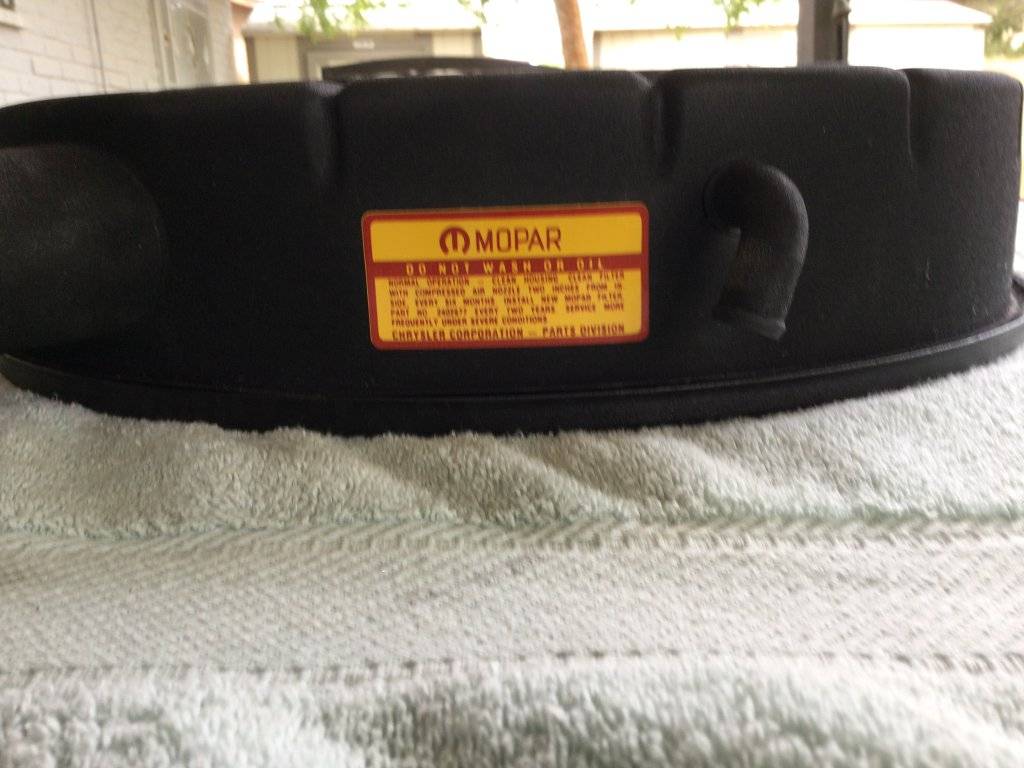 MOPAR
DO NOT WASH OR OIL
NORMAL OPERATION – CLEAN HOUSING. CLEAN FILTER
WITH COMPRESSED AIR NOZZLE TWO INCHES FROM IN
SIDE EVERY SIX MONTHS INSTALL NEW MOPAR FILTER
PART NO. EVERY TWO YEARS. SERVICE MORE
FREQUENTLY UNDER SEVERE CONDITIONS
CHRYSLER CORPORATION – PARTS DIVISION